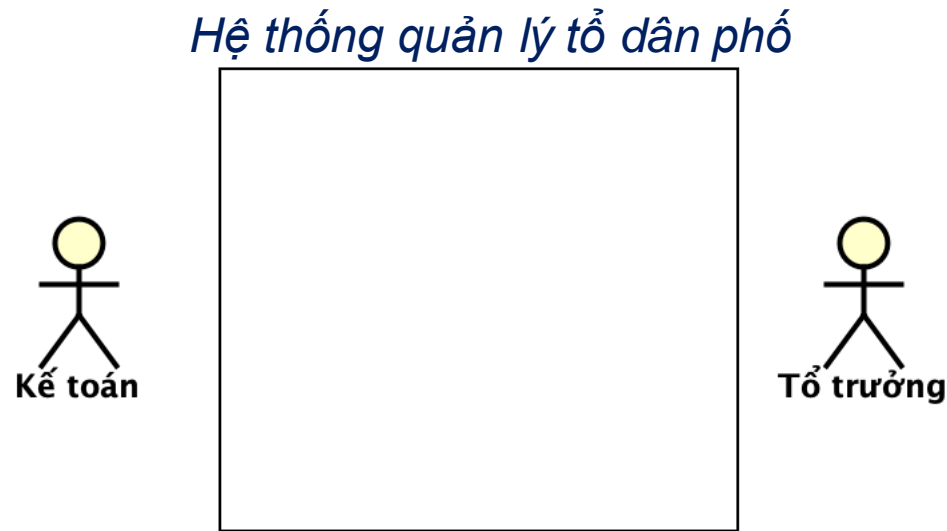 Hệ thống quản lý tổ dân phố
Kế toán
Tổ trưởng